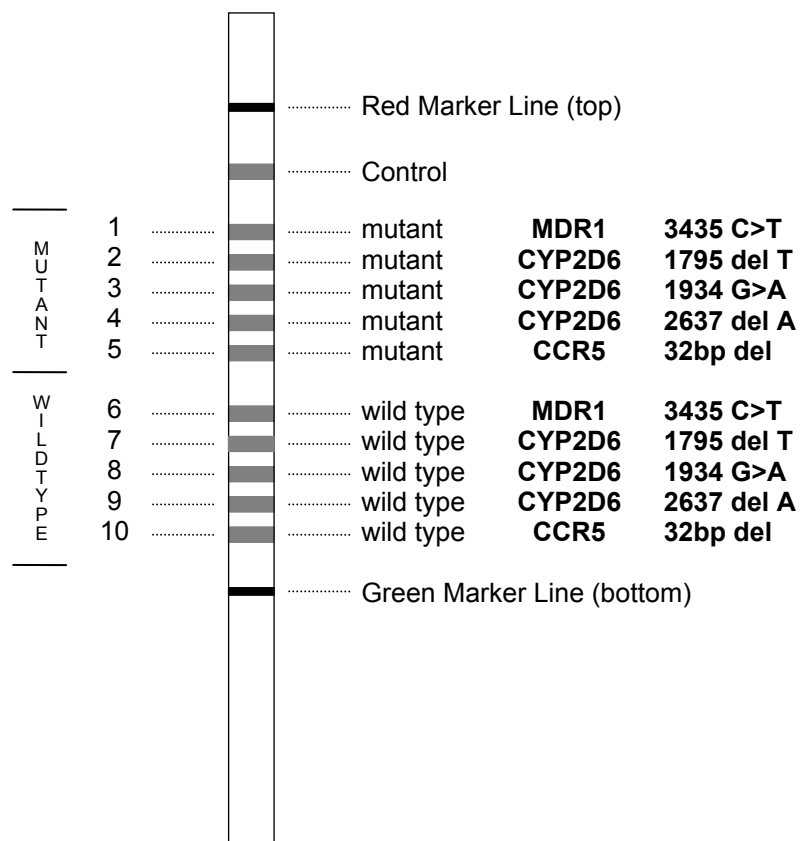 Red Marker Line (top)
Control
MUTANT
1 mutant MDR1 3435 C>T
2 mutant CYP2D6 1795 del T
3 mutant CYP2D6 1934 G>A
4 mutant CYP2D6 2637 del A
5 mutant CCR5 32bp del
WILDTYPE
6 wild type MDR1 3435 C>T
7 wild type CYP2D6 1795 del T
8 wild type CYP2D6 1934 G>A
9 wild type CYP2D6 2637 del A
10 wild type CCR5 32bp del
Green Marker Line (bottom)